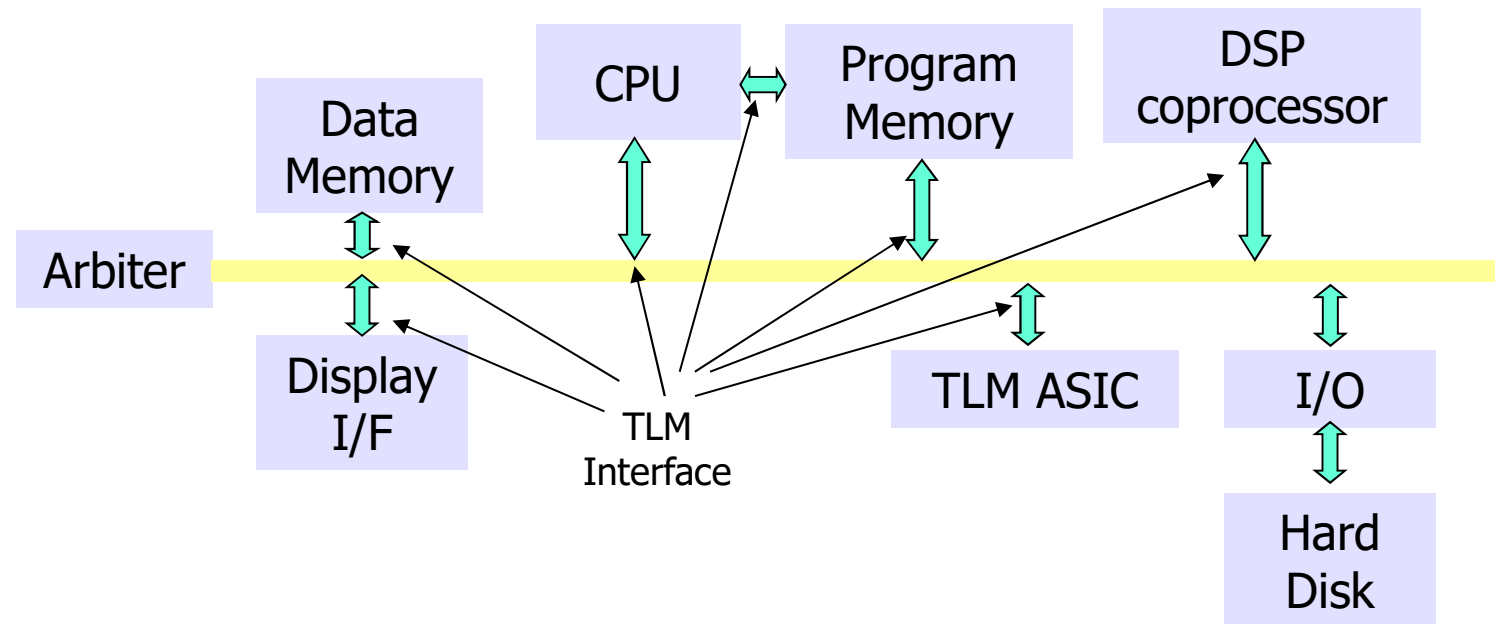 CPU
Program
Memory
DSP
coprocessor
Data
Memory
Arbiter
Display
I/F
TLM
Interface
TLM ASIC
I/O
Hard
Disk